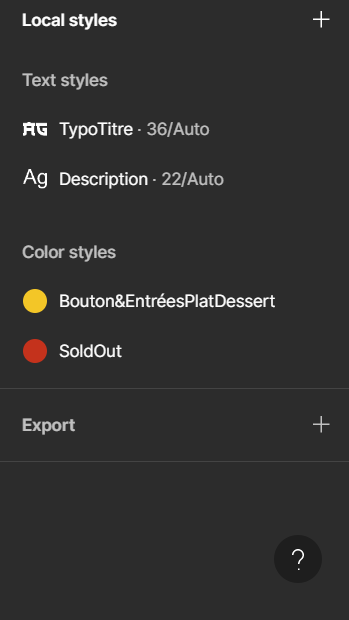 Local styles
Text styles
AG TypoTitre · 36/Auto
Ag Description · 22/Auto
Color styles
Bouton&EntréesPlatDessert
SoldOut
Export
?